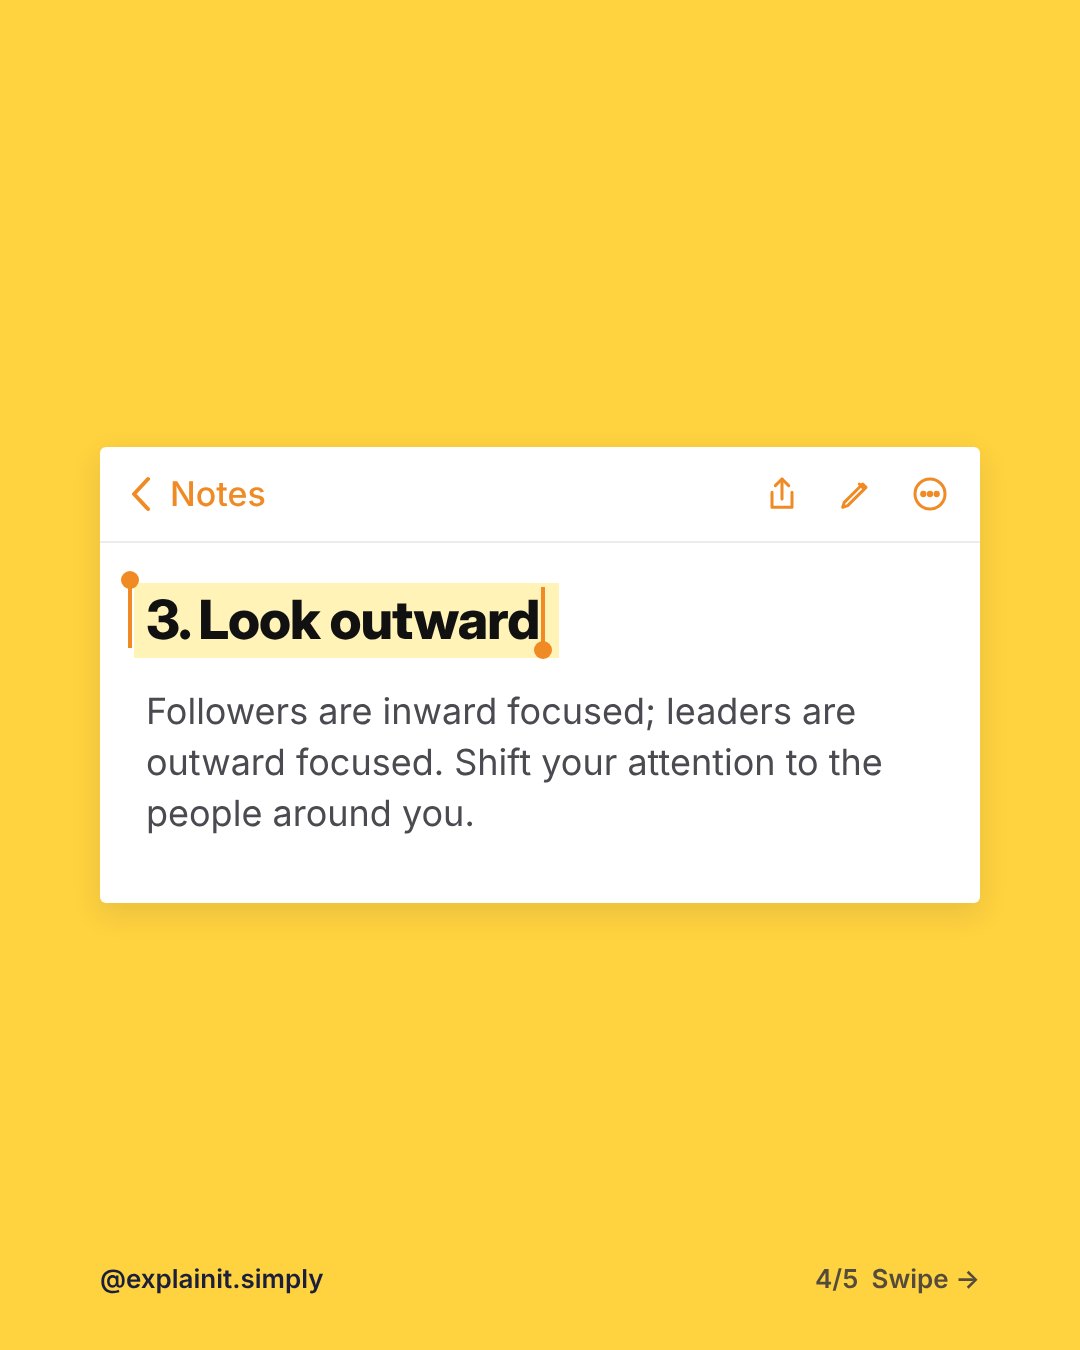 Notes
3. Look outward
Followers are inward focused; leaders are
outward focused. Shift your attention to the
people around you.
@explainit.simply
4/5 Swipe →